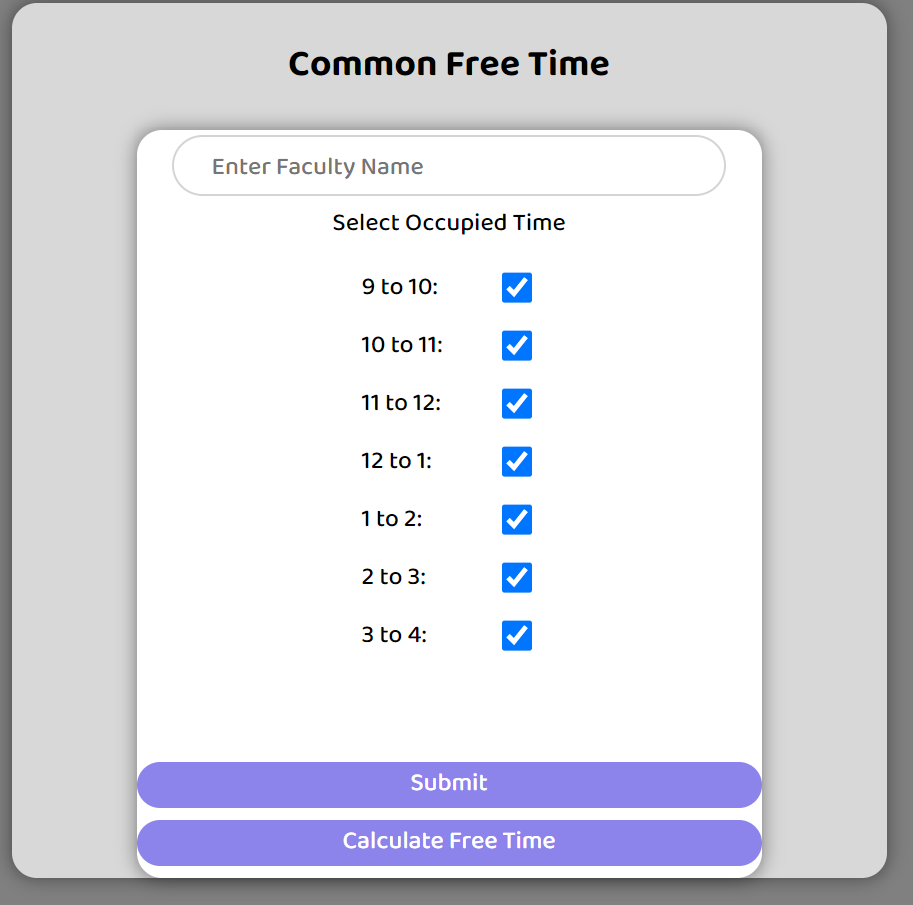 Common Free Time
Enter Faculty Name
Select Occupied Time
9 to 10:
10 to 11:
11 to 12:
12 to 1:
1 to 2:
2 to 3:
3 to 4:
Submit
Calculate Free Time